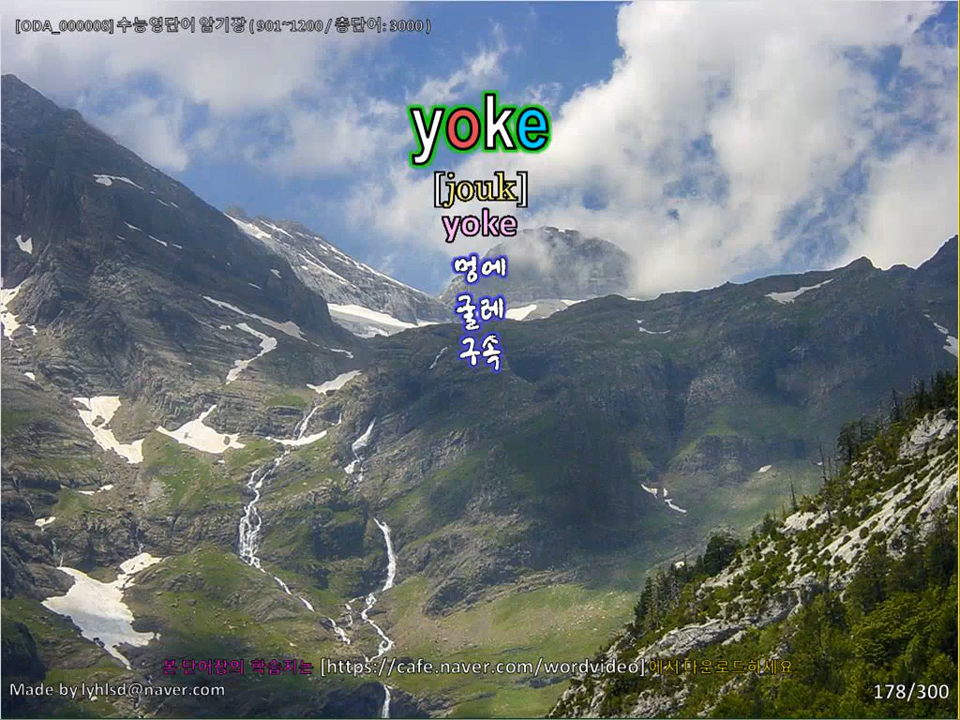 [ODA_000008] 수능영단어 암기장 ( 901~1200 / 총단어: 3000 )
yoke
[jouk]
yoke
멍에
굴레
구속
본 단어장의 학습지는 [https://cafe.naver.com/wordvideo] 에서 다운로드하세요
Made by lyhlsd@naver.com
178/300